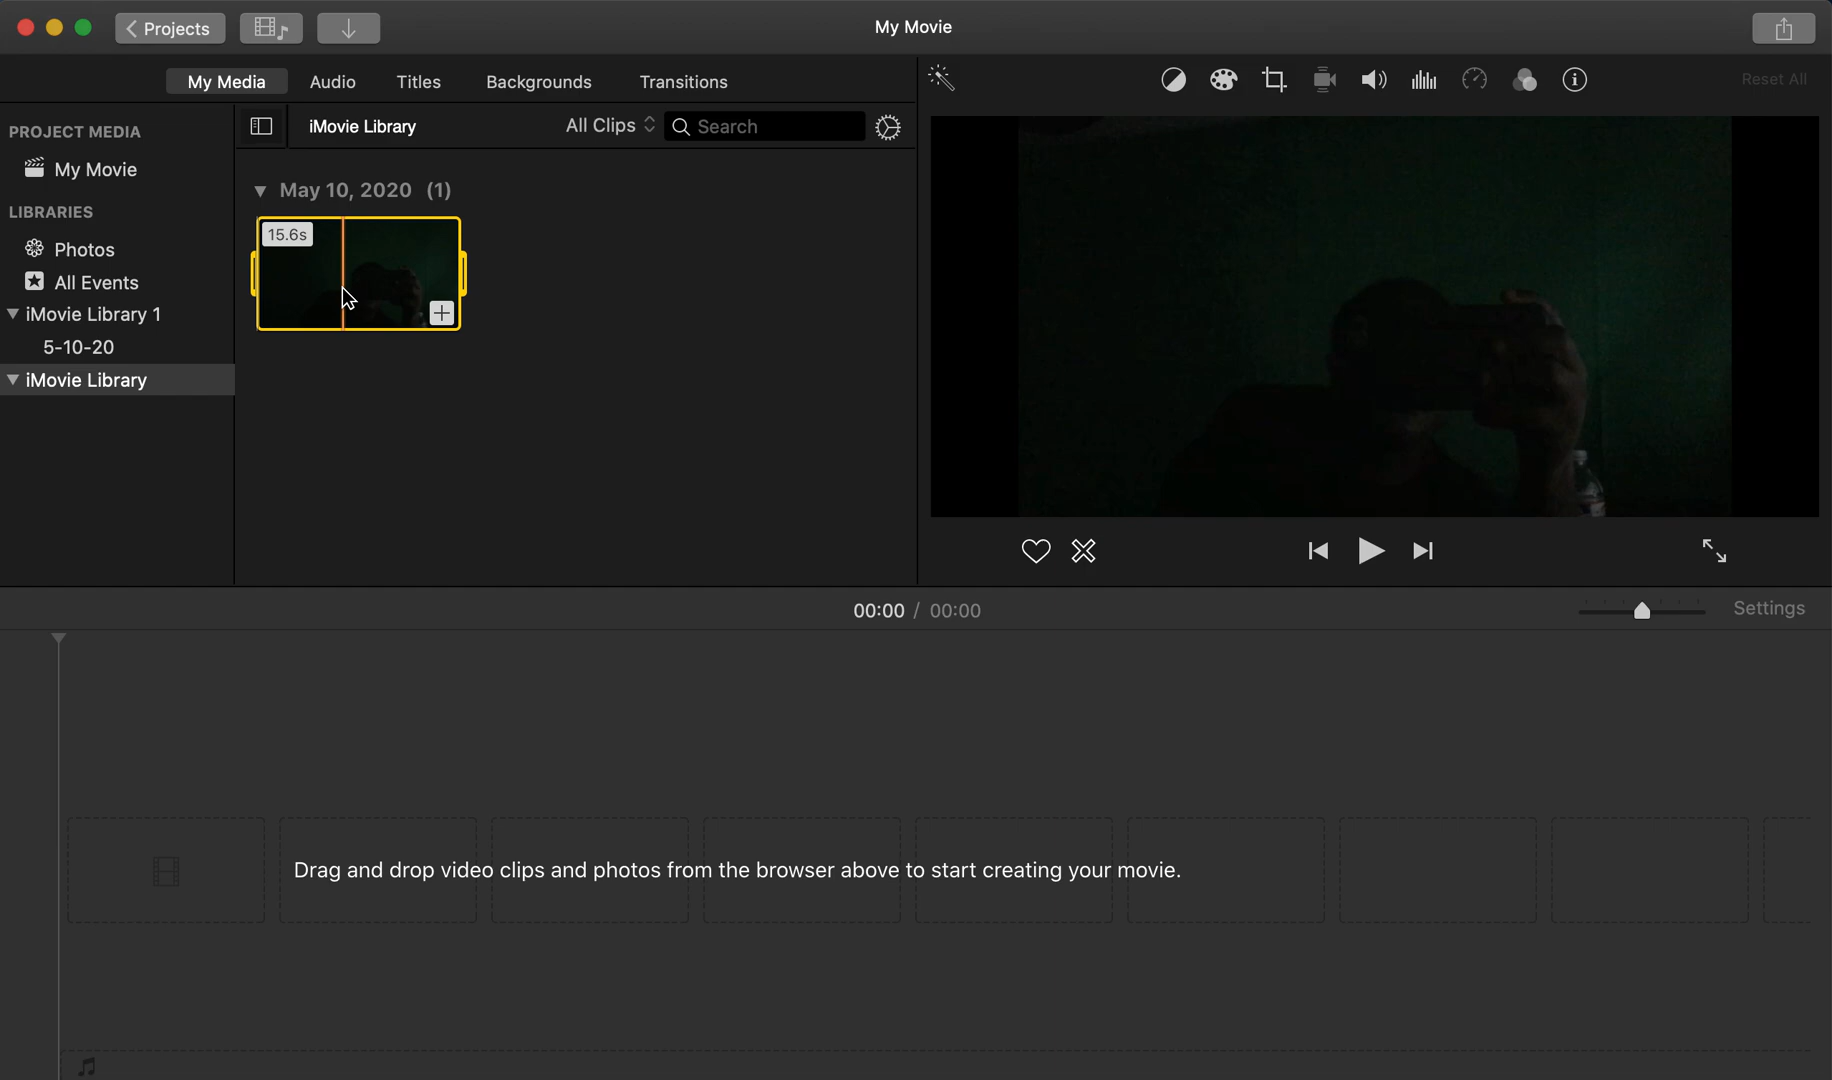 Projects
My Movie
My Media
Audio
Titles
Backgrounds
Transitions
Reset All
PROJECT MEDIA
My Movie
LIBRARIES
Photos
All Events
iMovie Library 1
5-10-20
iMovie Library
iMovie Library
All Clips
Search
May 10, 2020 (1)
15.6s
00:00 / 00:00
Settings
Drag and drop video clips and photos from the browser above to start creating your movie.